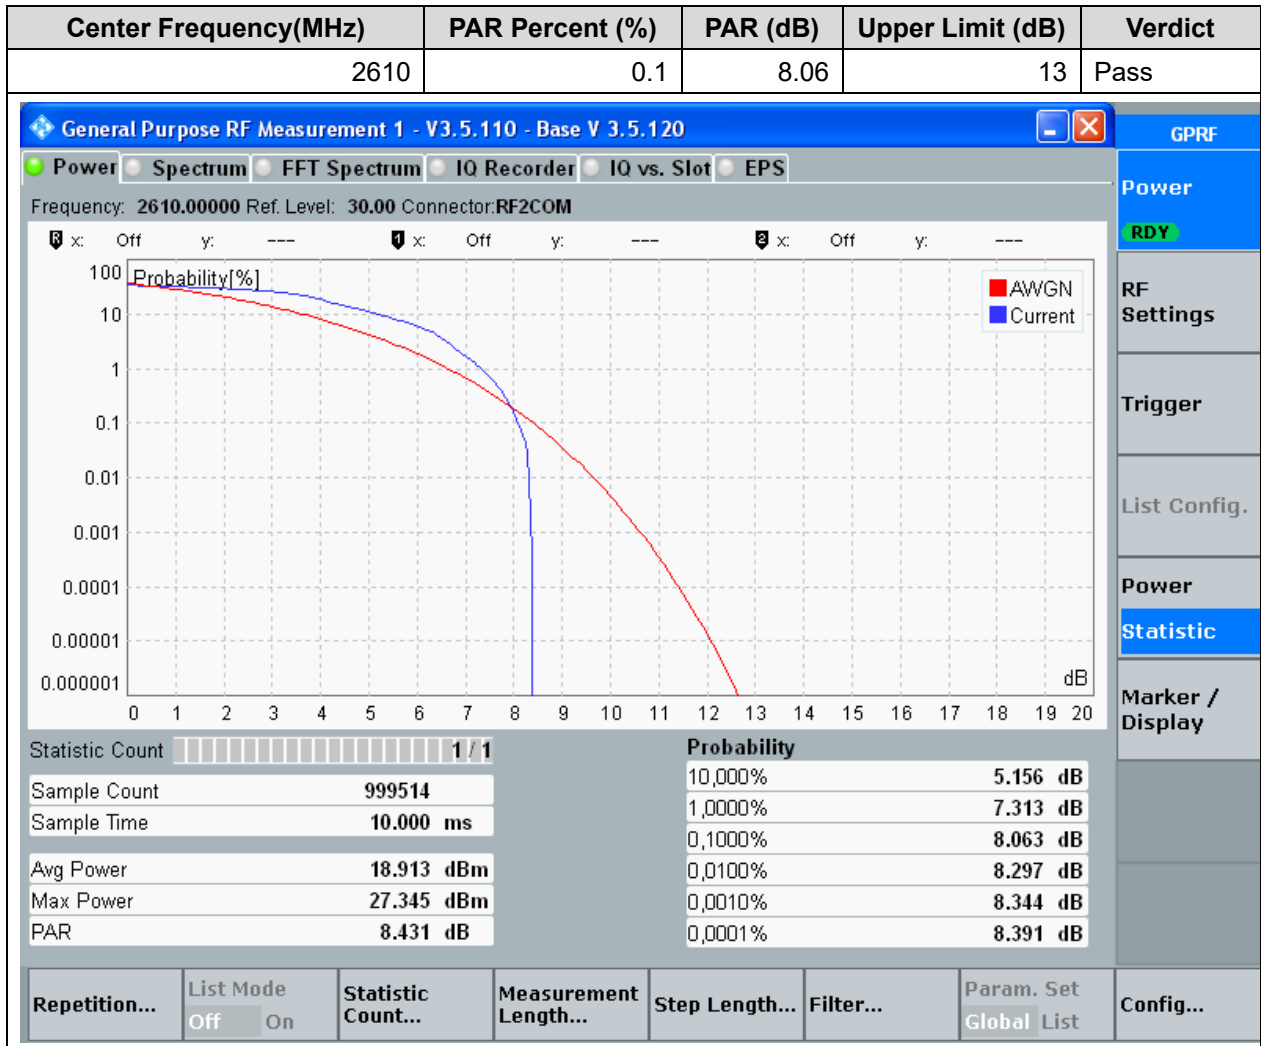 Center Frequency(MHz) PAR Percent (%) PAR (dB) Upper Limit (dB) Verdict
2610 0.1 8.06 13 Pass
General Purpose RF Measurement 1 - V3.5.110 - Base V 3.5.120
GPRF
Power Spectrum FFT Spectrum IQ Recorder IQ vs. Slot EPS
Power
RDY
Frequency: 2610.00000 Ref. Level: 30.00 Connector:RF2COM
R x: Off y: --- 1 x: Off y: --- 2 x: Off y: ---
Probability[%]
AWGN
Current
100
10
1
0.1
0.01
0.001
0.0001
0.00001
0.000001
dB
0 1 2 3 4 5 6 7 8 9 10 11 12 13 14 15 16 17 18 19 20
RF
Settings
Trigger
List Config.
Power
Statistic
Marker /
Display
Statistic Count 1 / 1
Sample Count 999514
Sample Time 10.000 ms
Avg Power 18.913 dBm
Max Power 27.345 dBm
PAR 8.431 dB
Probability
10,000% 5.156 dB
1,0000% 7.313 dB
0,1000% 8.063 dB
0,0100% 8.297 dB
0,0010% 8.344 dB
0,0001% 8.391 dB
Repetition...
List Mode
Off On
Statistic
Count...
Measurement
Length...
Step Length...
Filter...
Param. Set
Global List
Config...